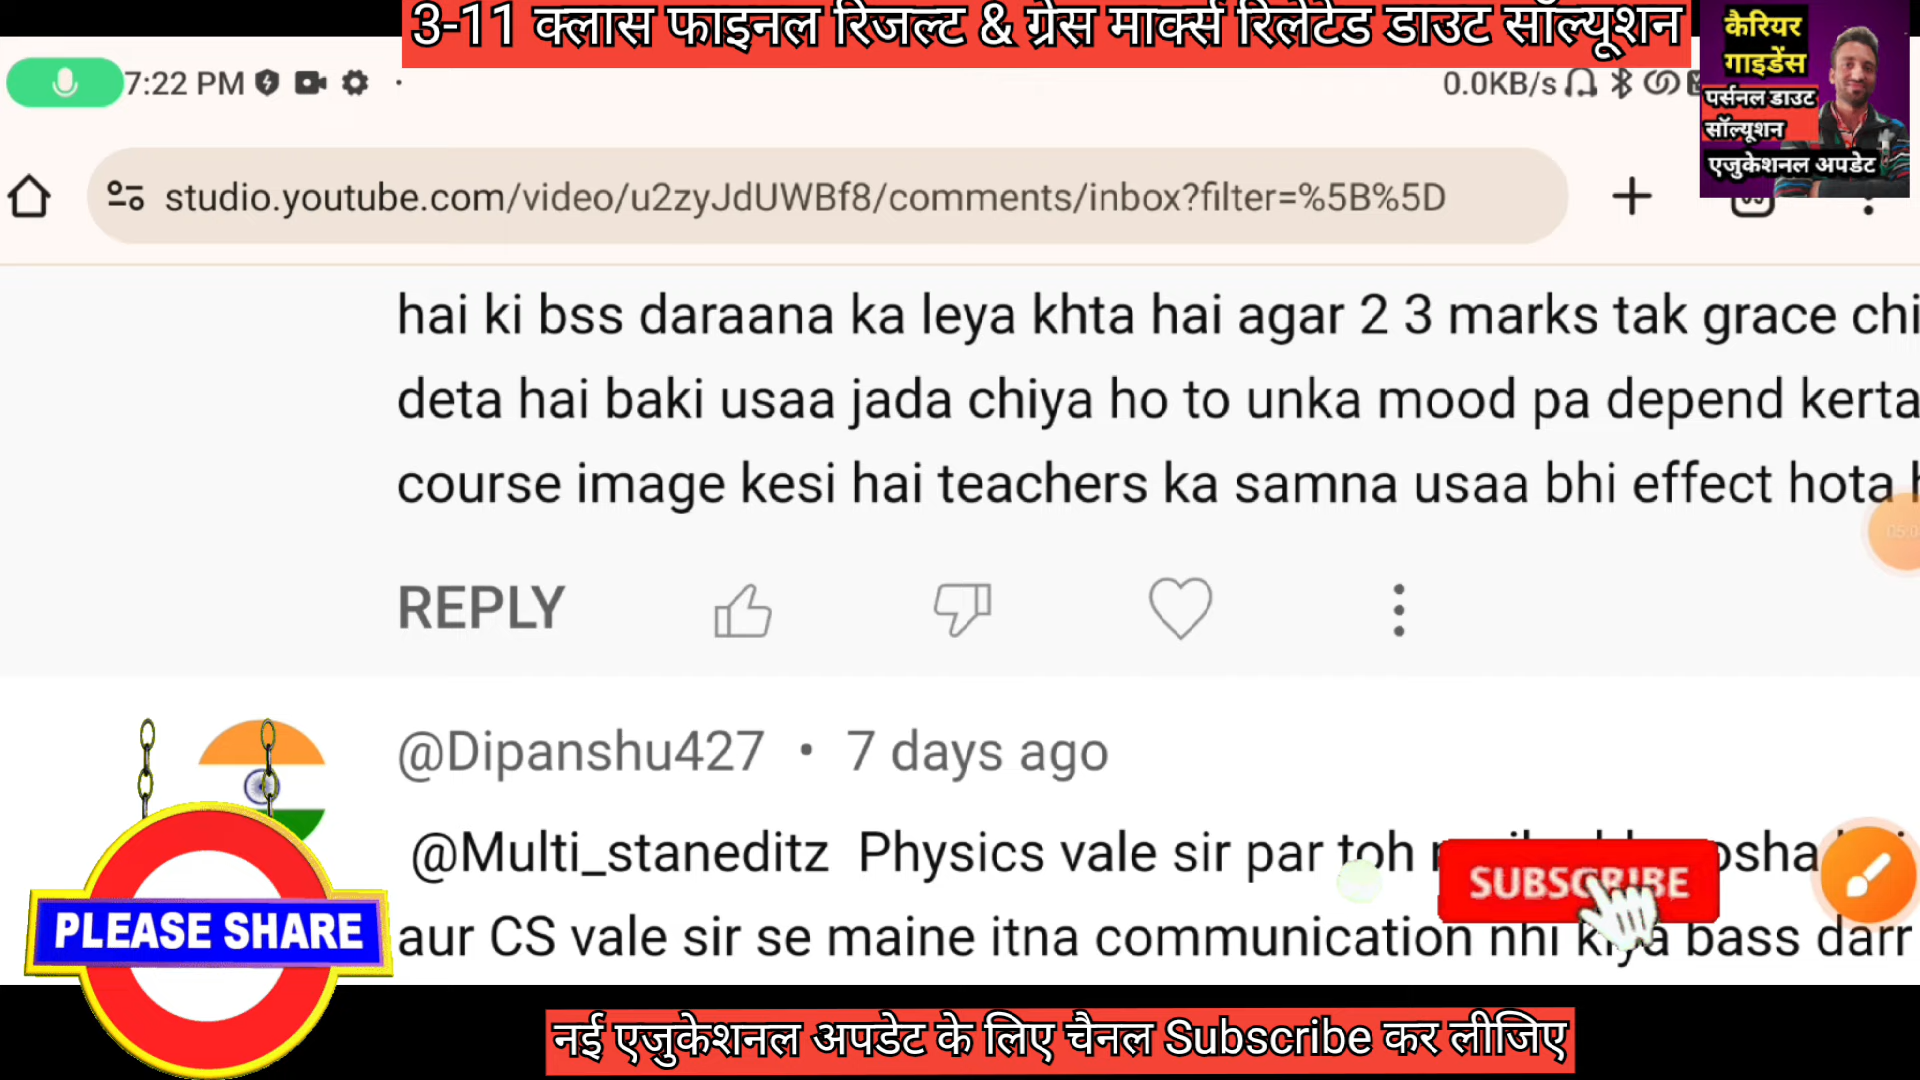 3-11 क्लास फाइनल रिजल्ट & ग्रेस मार्क्स रिलेटेड डाउट सॉल्यूशन
कैरियर
गाइडेंस
पर्सनल डाउट
सॉल्यूशन
एजुकेशनल अपडेट
7:22 PM
0.0KB/s
studio.youtube.com/video/u2zyJdUWBf8/comments/inbox?filter=%5B%5D
hai ki bss daraana ka leya khta hai agar 2 3 marks tak grace
deta hai baki usaa jada chiya ho to unka mood pa depend kerta
course image kesi hai teachers ka samna usaa bhi effect hota
REPLY
@Dipanshu427 • 7 days ago
@Multi_staneditz Physics vale sir par toh
SUBSCRIBE
aur CS vale sir se maine itna communication nhi kiya bass darr
PLEASE SHARE
नई एजुकेशनल अपडेट के लिए चैनल Subscribe कर लीजिए